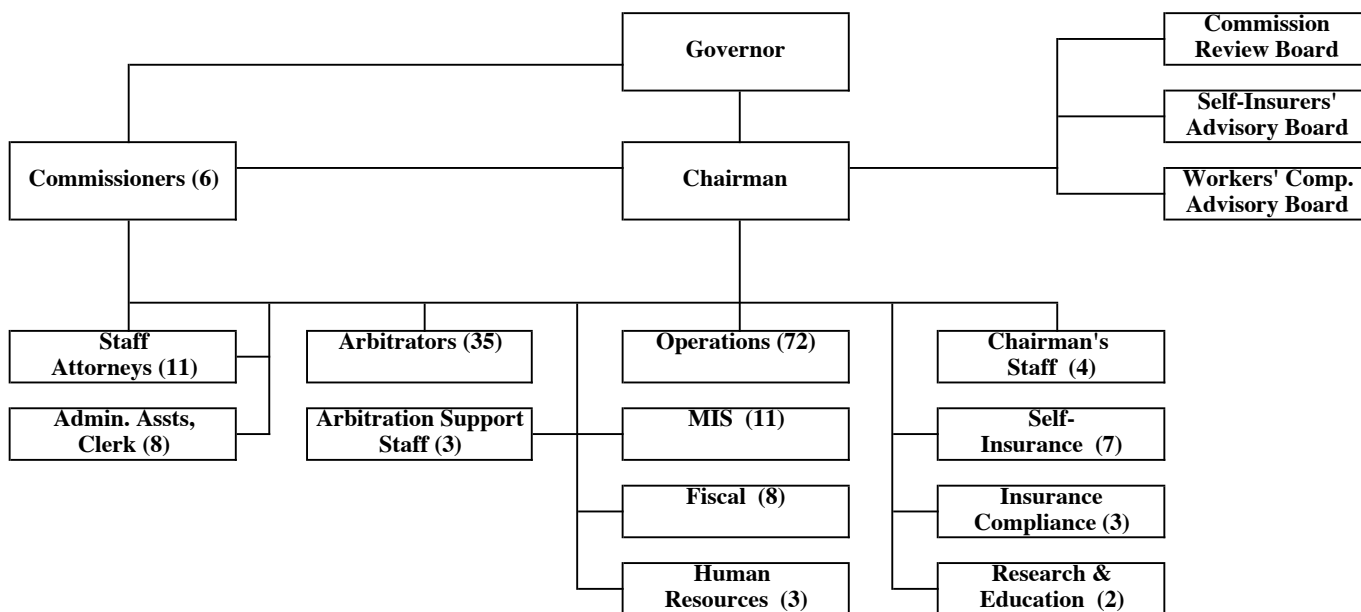 Governor
Commission
Review Board
Self-Insurers'
Advisory Board
Commissioners (6)
Chairman
Workers' Comp.
Advisory Board
Staff
Attorneys (11)
Arbitrators (35)
Operations (72)
Chairman's
Staff (4)
Admin. Assts,
Clerk (8)
Arbitration Support
Staff (3)
MIS (11)
Self-
Insurance (7)
Fiscal (8)
Insurance
Compliance (3)
Human
Resources (3)
Research &
Education (2)